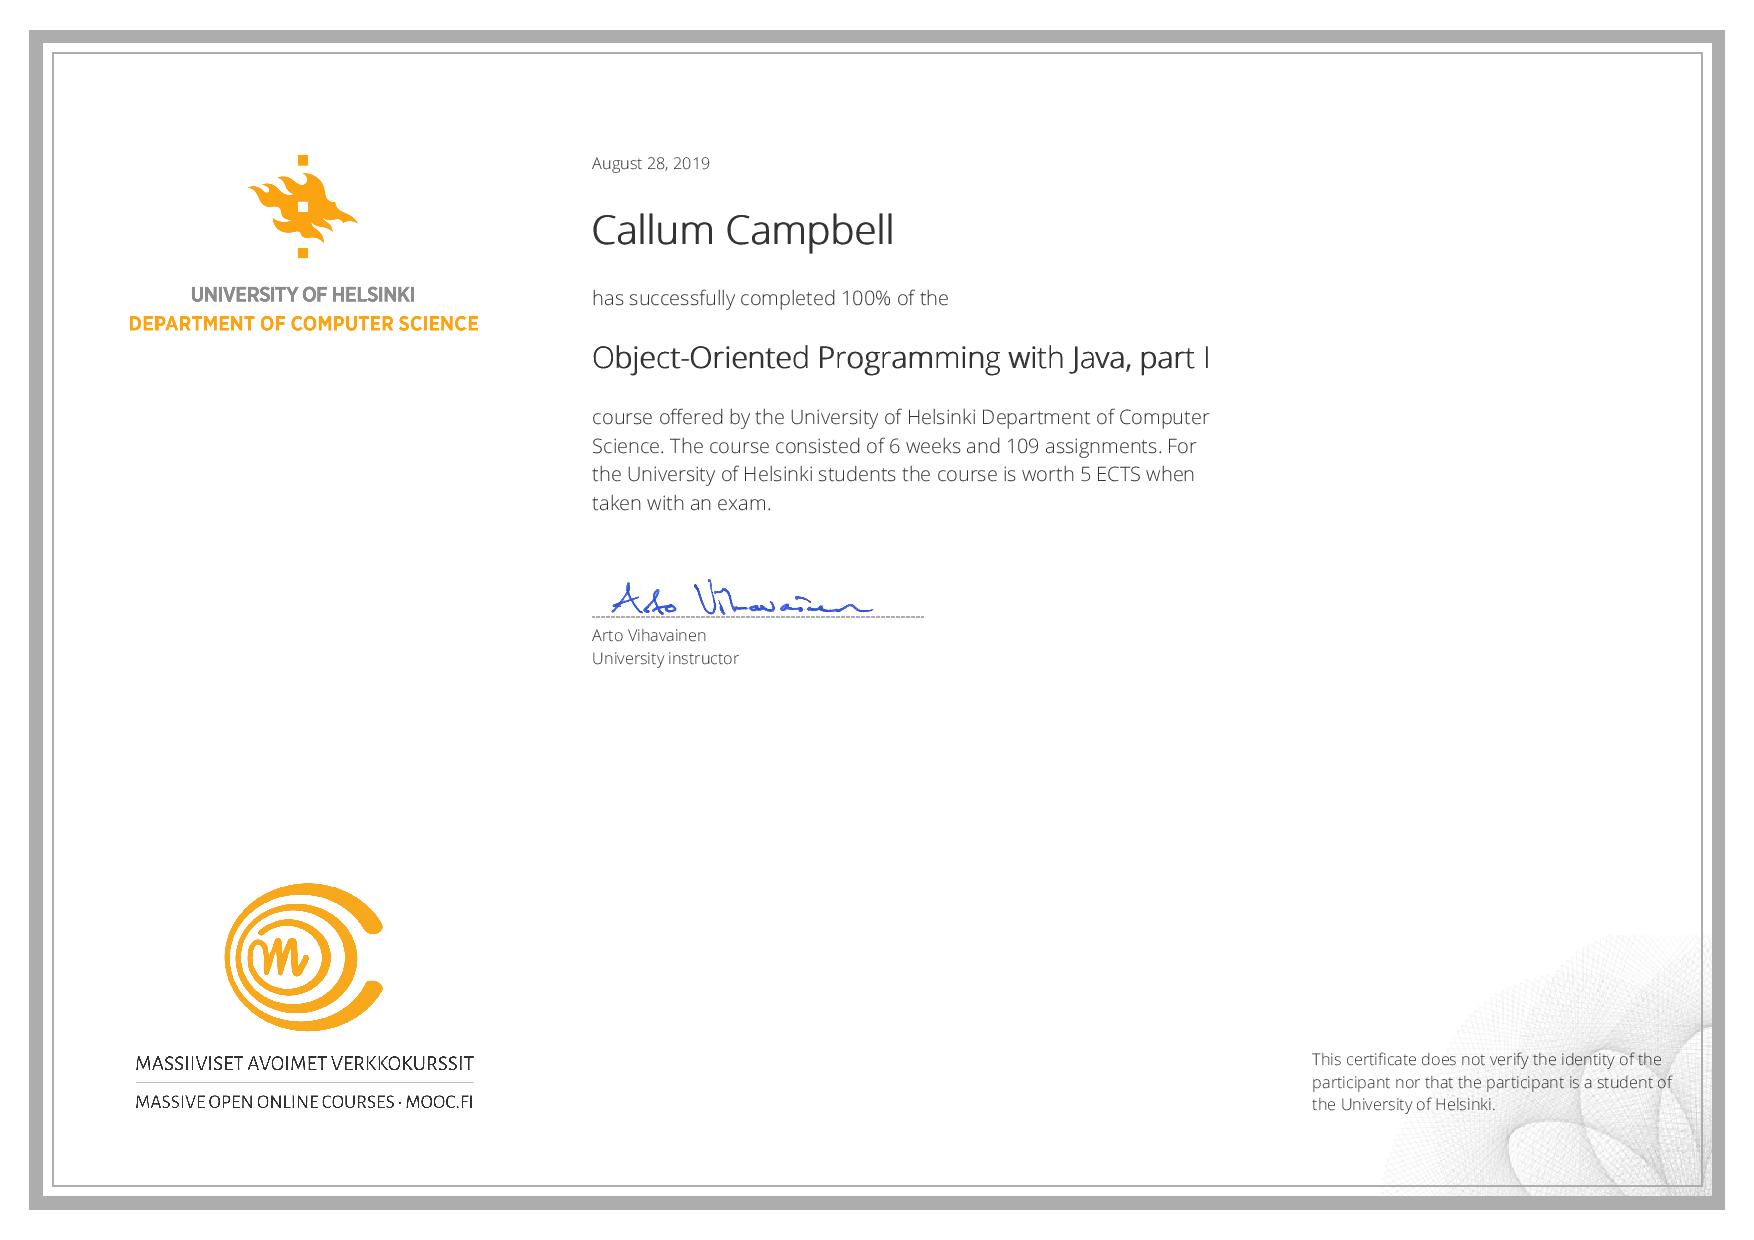 UNIVERSITY OF HELSINKI
DEPARTMENT OF COMPUTER SCIENCE
August 28, 2019
Callum Campbell
has successfully completed 100% of the
Object-Oriented Programming with Java, part I
course offered by the University of Helsinki Department of Computer
Science. The course consisted of 6 weeks and 109 assignments. For
the University of Helsinki students the course is worth 5 ECTS when
taken with an exam.
Arto Vihavainen
Arto Vihavainen
University instructor
m
MASSIIVISET AVOIMET VERKKOKURSSIT
MASSIVE OPEN ONLINE COURSES · MOOC.FI
This certificate does not verify the identity of the
participant nor that the participant is a student of
the University of Helsinki.